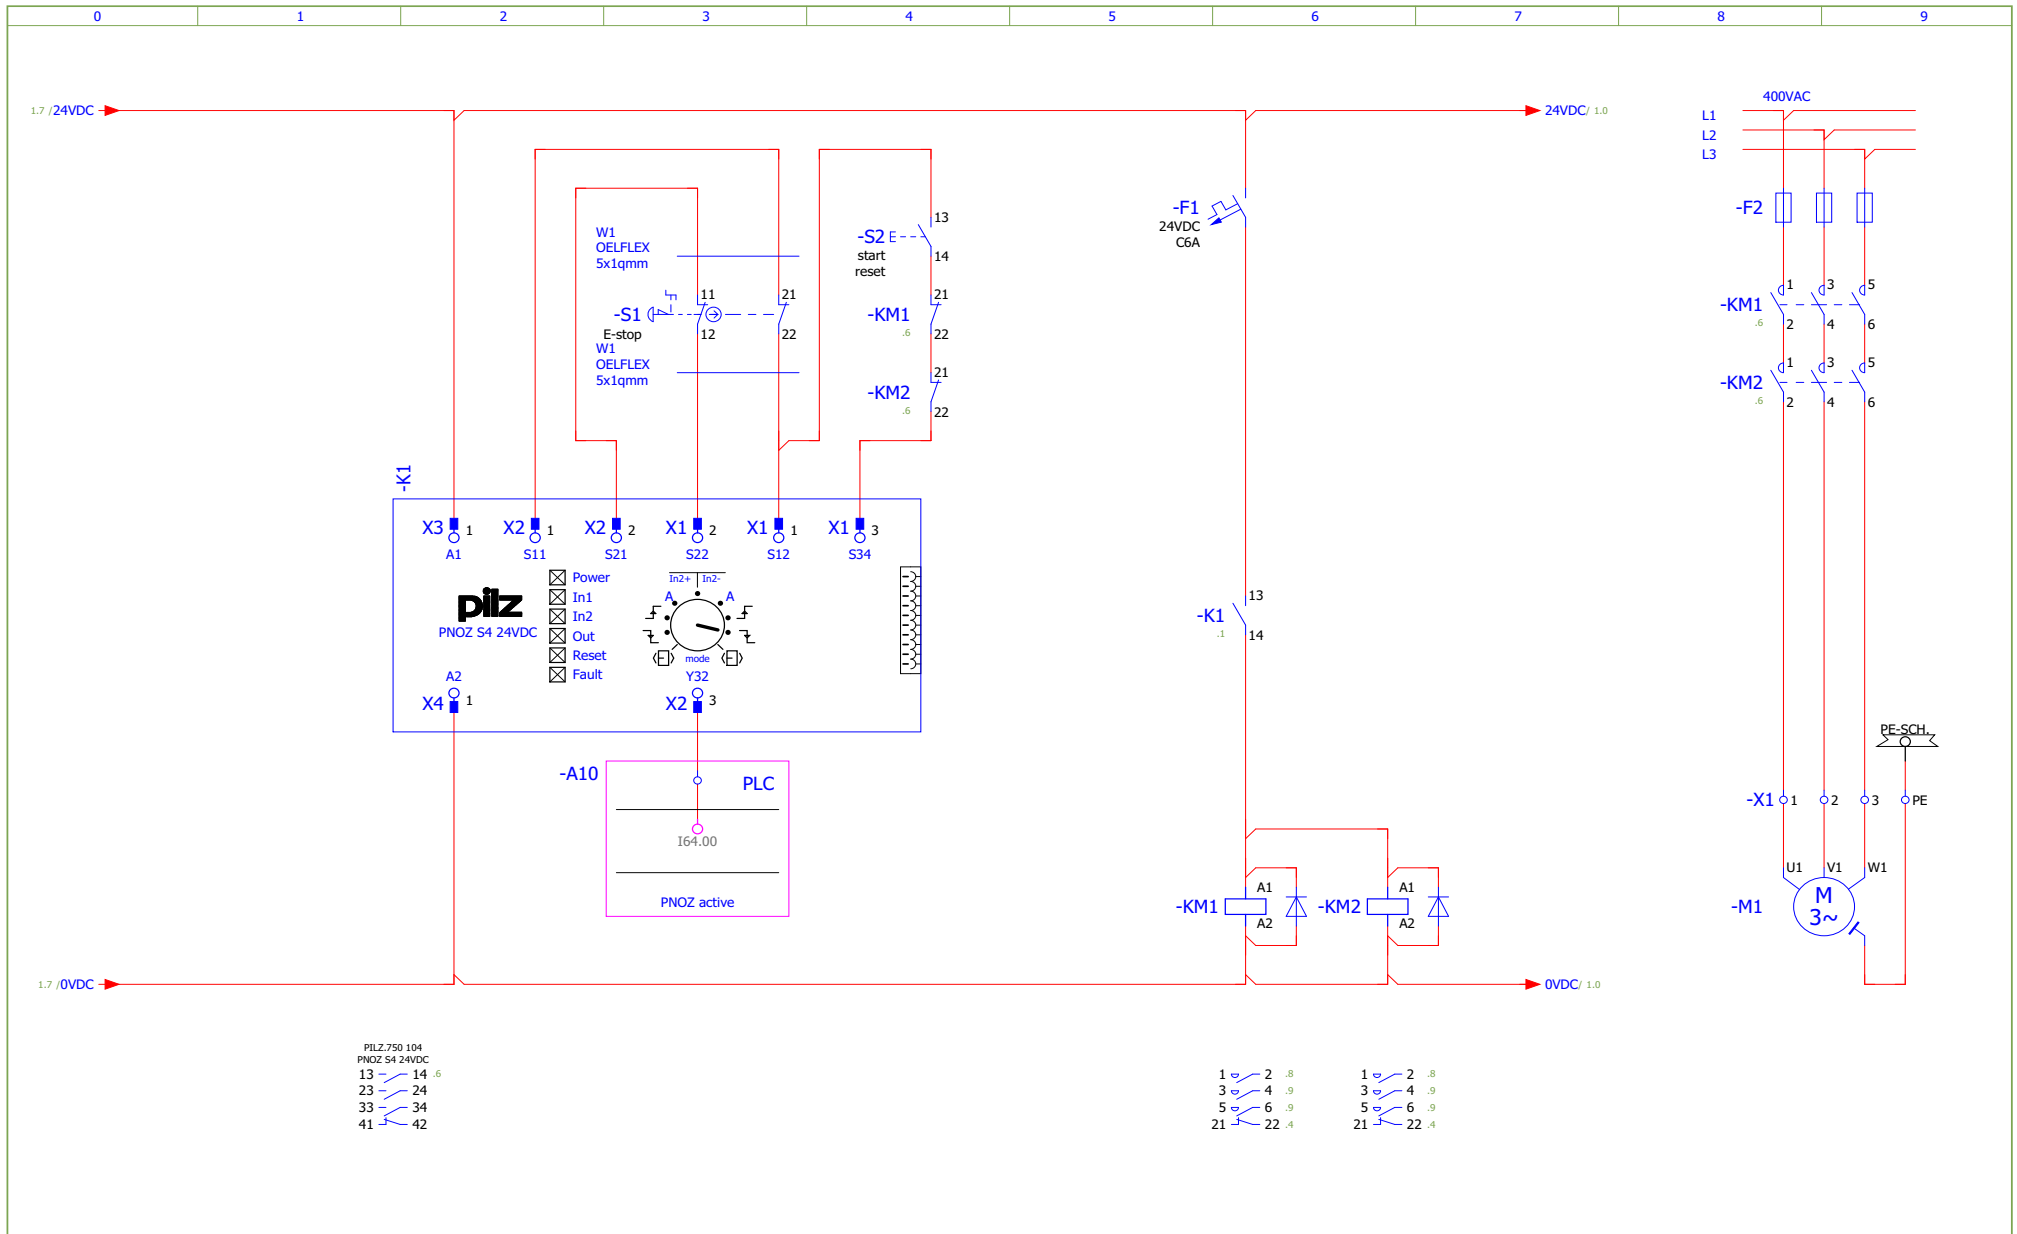 0 1 2 3 4 5 6 7 8 9
1.7 /24VDC
24VDC/ 1.0
400VAC
L1
L2
L3
W1
OELFLEX
5x1qmm
-S1
E-stop
11
12
21
22
W1
OELFLEX
5x1qmm
-S2
start
reset
13
14
-KM1
.6
21
22
-KM2
.6
21
22
-F1
24VDC
C6A
-F2
-KM1
.6
1 3 5
2 4 6
-KM2
.6
1 3 5
2 4 6
-K1
X3 1
A1
X2 1
S11
X2 2
S21
X1 2
S22
X1 1
S12
X1 3
S34
pilz
PNOZ S4 24VDC
Power
In1
In2
Out
Reset
Fault
In2+ In2-
A A
mode
A2
X4 1
Y32
X2 3
-K1
.1
13
14
-A10
PLC
I64.00
PNOZ active
PE-SCH.
-X1 1 2 3 PE
U1 V1 W1
-M1
M
3~
-KM1
A1
A2
-KM2
A1
A2
1.7 /0VDC
0VDC/ 1.0
PILZ.750 104
PNOZ S4 24VDC
13 14 .6
23 24
33 34
41 42
1 2 .8
3 4 .9
5 6 .9
21 22 .4
1 2 .8
3 4 .9
5 6 .9
21 22 .4